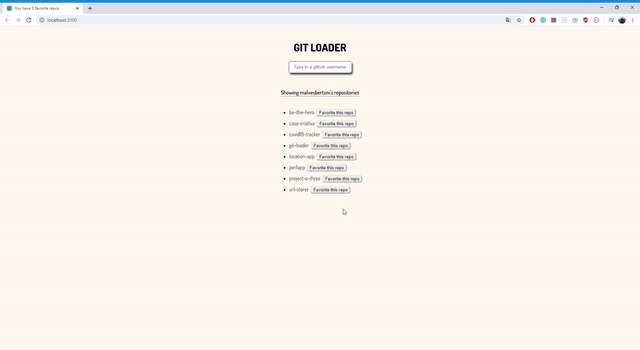 You have 0 favorite repos
localhost:3000
GIT LOADER
Type in a github username
Showing malvesbertoni's repositories
be-the-hero Favorite this repo
casa-criativa Favorite this repo
covid19-tracker Favorite this repo
git-loader Favorite this repo
location-app Favorite this repo
perfapp Favorite this repo
project-o-three Favorite this repo
url-storer Favorite this repo